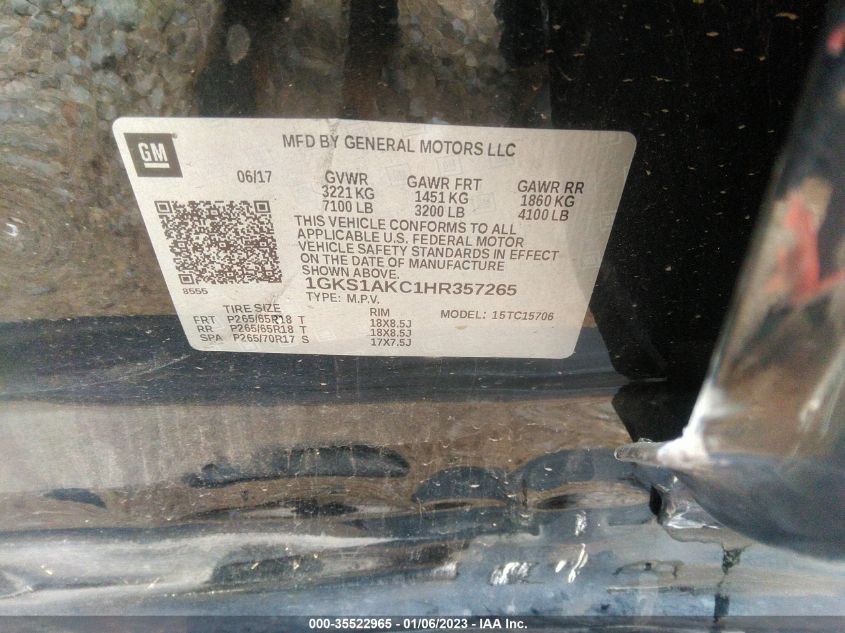 GM
MFD BY GENERAL MOTORS LLC
06/17 GVWR GAWR FRT GAWR RR
3221 KG 1451 KG 1860 KG
7100 LB 3200 LB 4100 LB
THIS VEHICLE CONFORMS TO ALL
APPLICABLE U.S. FEDERAL MOTOR
VEHICLE SAFETY STANDARDS IN EFFECT
ON THE DATE OF MANUFACTURE
SHOWN ABOVE.
8555
1GKS1AKC1HR357265
TYPE: M.P.V.
MODEL: 15TC15706
TIRE SIZE RIM
FRT P265/65R18 T 18X8.5J
RR P265/65R18 T 18X8.5J
SPA P265/70R17 S 17X7.5J
000-35522965 - 01/06/2023 - IAA Inc.